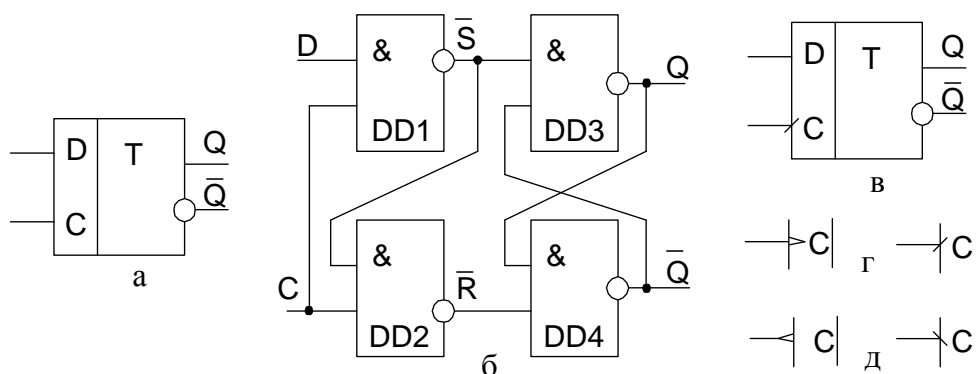 D T Q
Q̅
C
а
D & S̅ & Q
DD1 DD3
& &
C R̅ Q̅
DD2 DD4
б
D T Q
Q̅
C
в
C г C
C д C